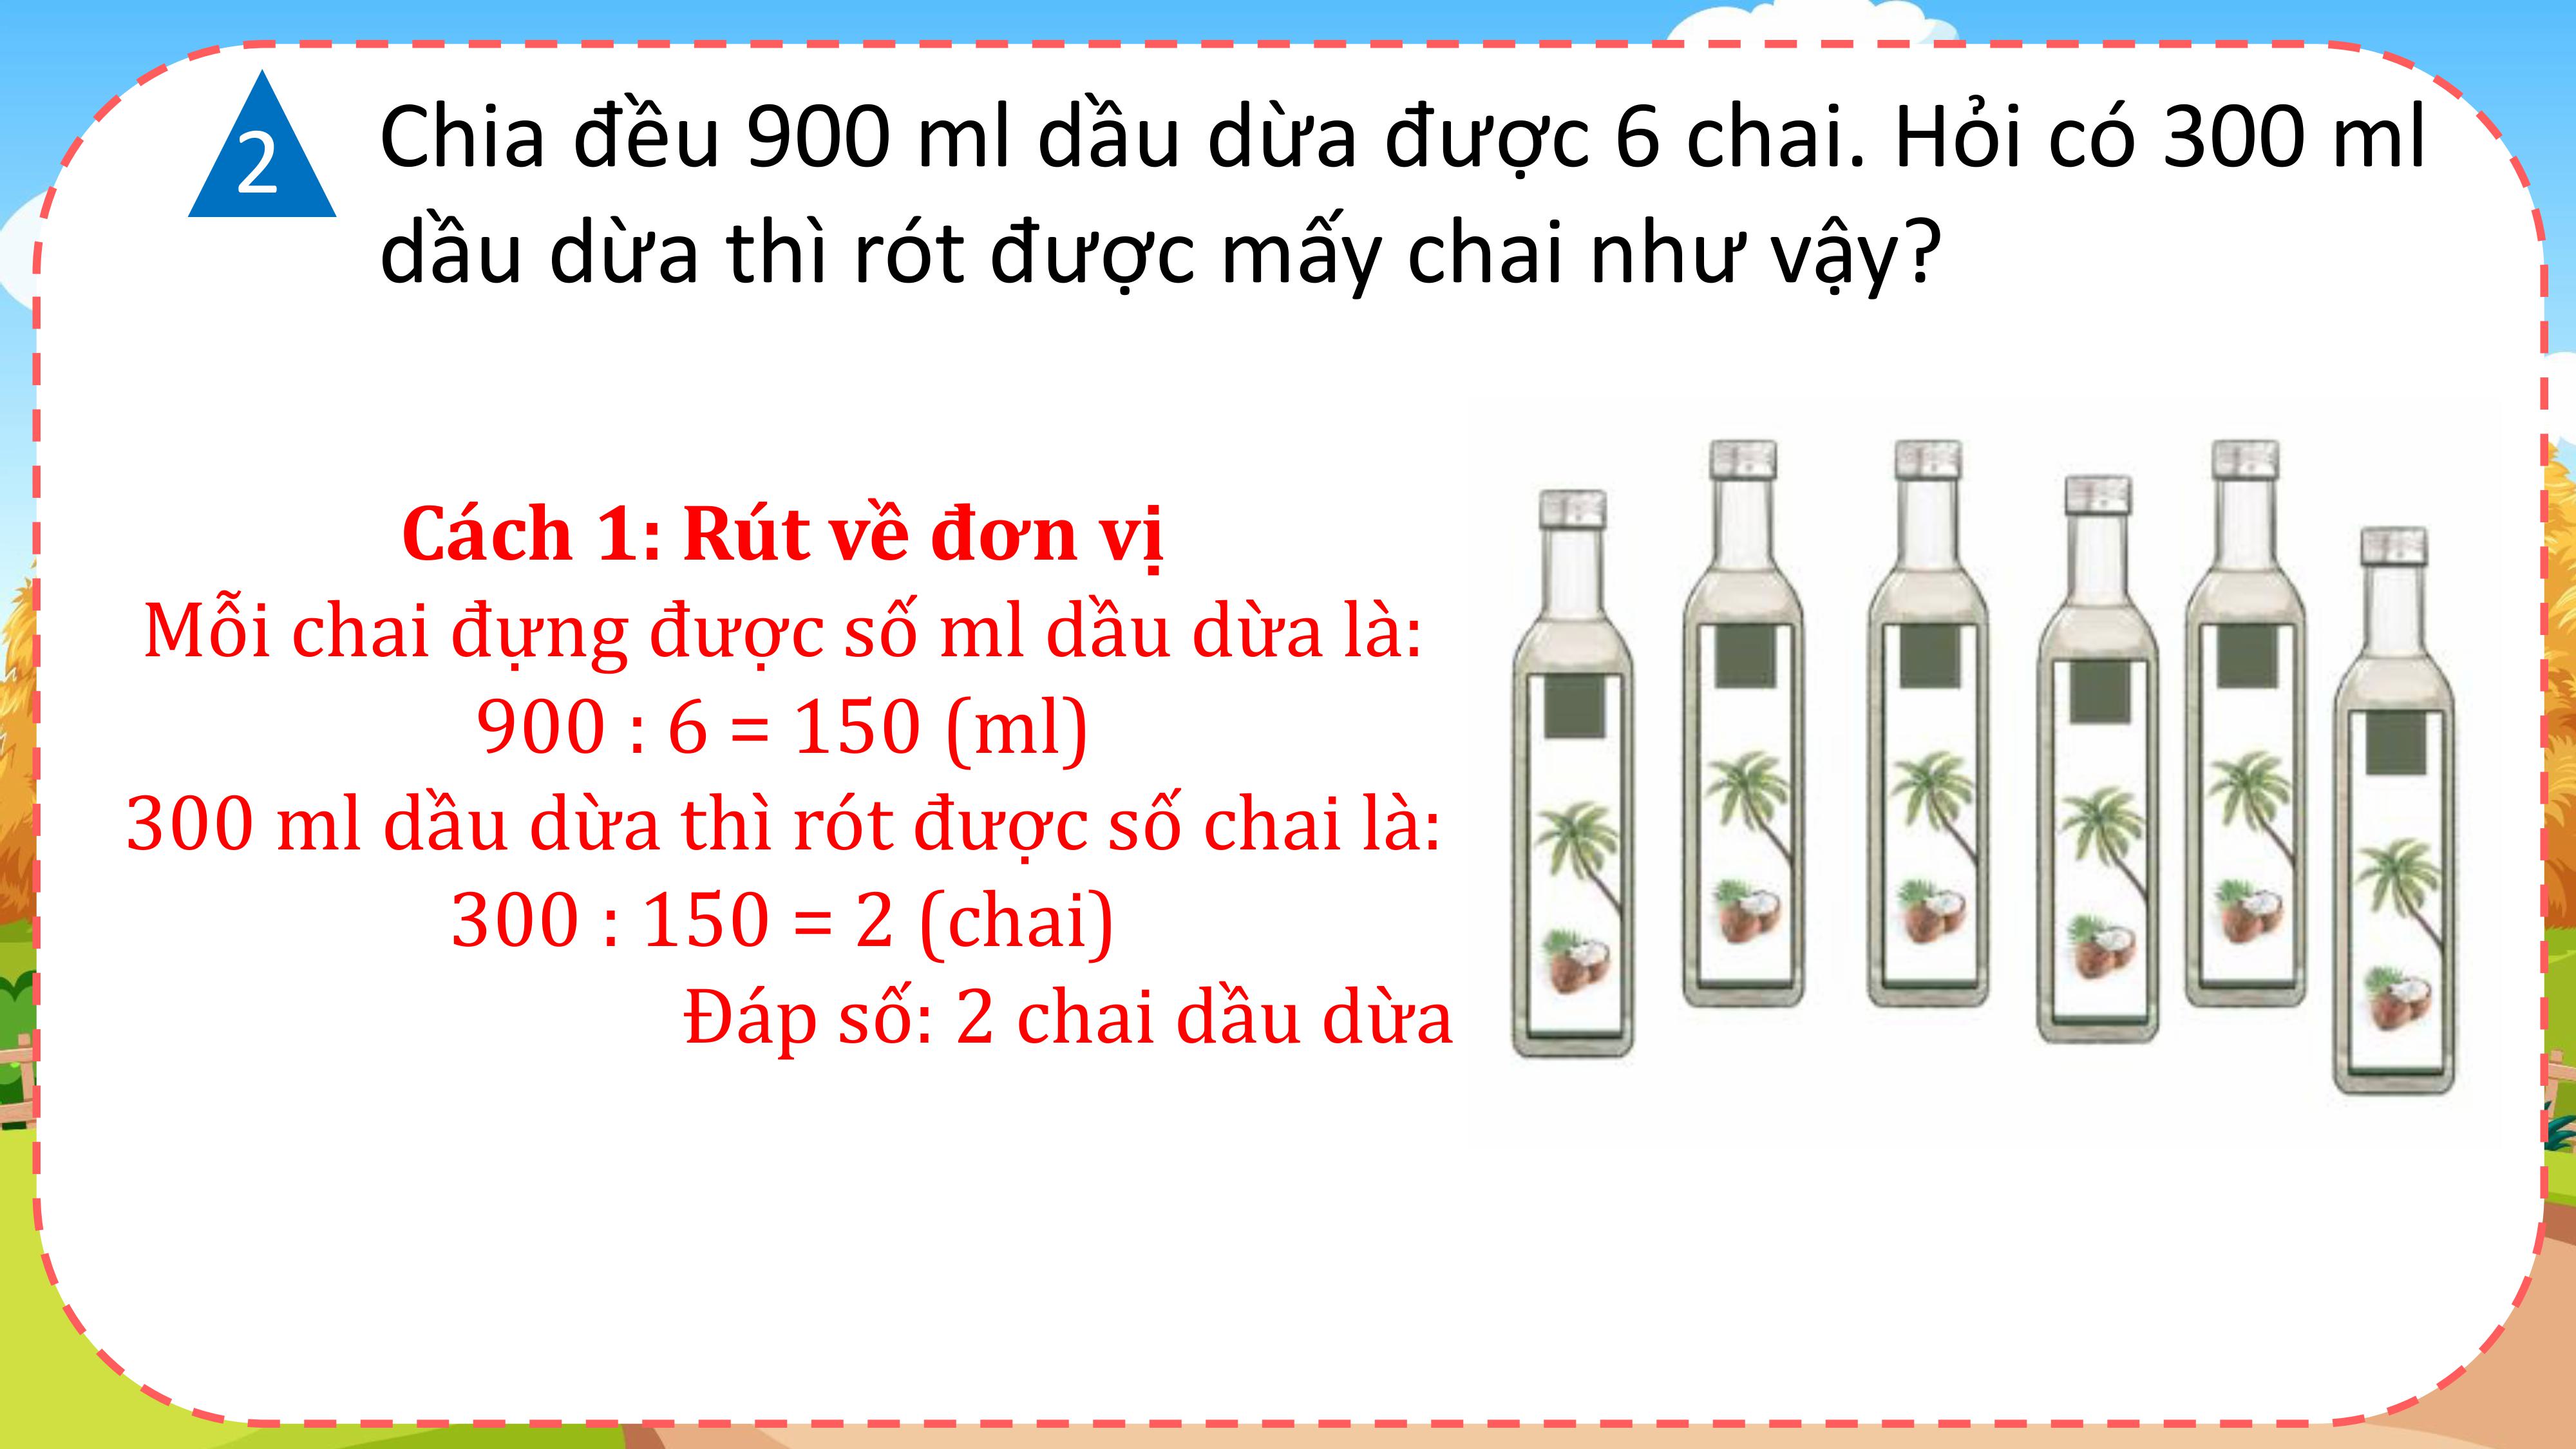 2
Chia đều 900 ml dầu dừa được 6 chai. Hỏi có 300 ml
dầu dừa thì rót được mấy chai như vậy?
Cách 1: Rút về đơn vị
Mỗi chai đựng được số ml dầu dừa là:
900 : 6 = 150 (ml)
300 ml dầu dừa thì rót được số chai là:
300 : 150 = 2 (chai)
Đáp số: 2 chai dầu dừa